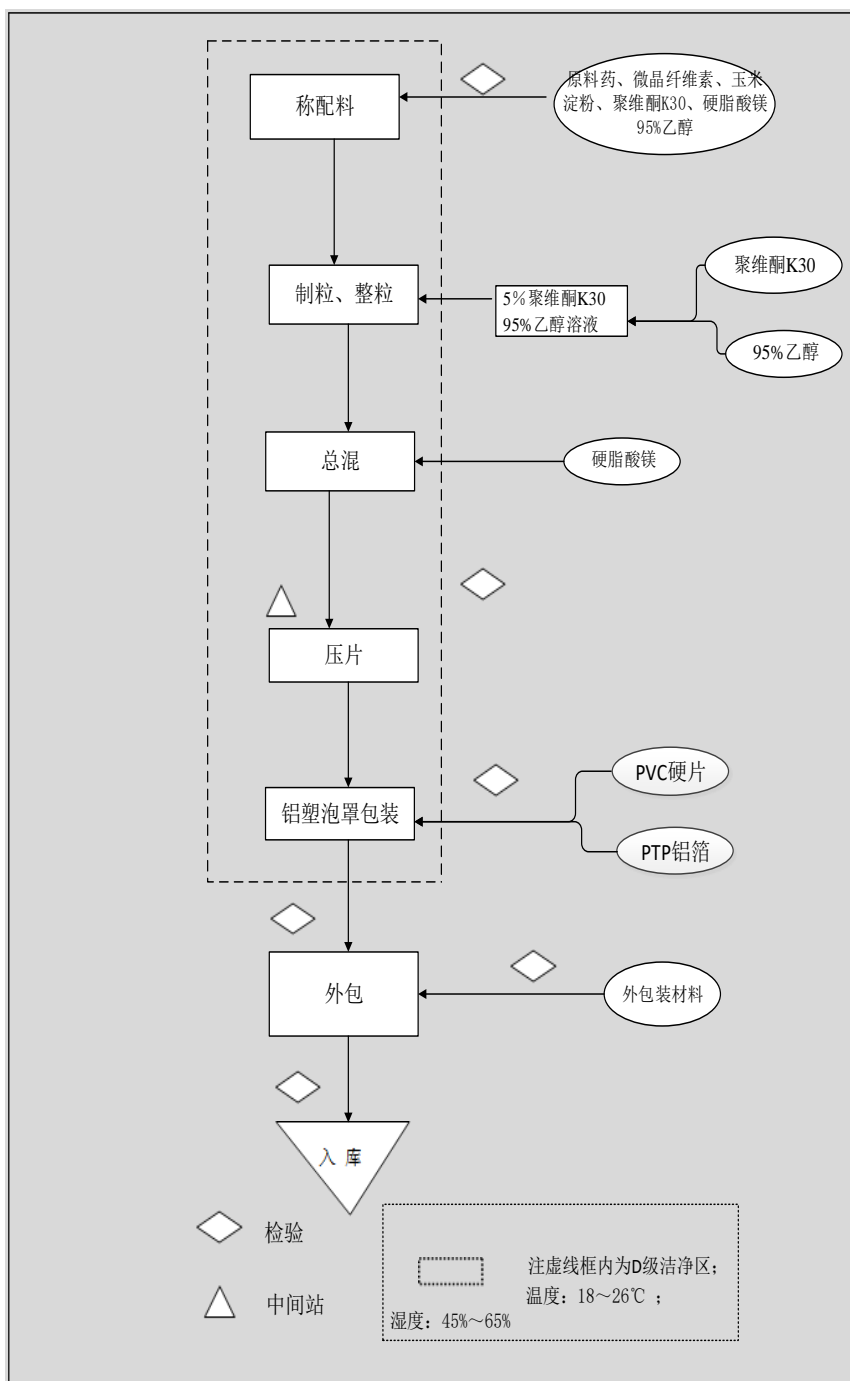 称配料
原料药、微晶纤维素、玉米
淀粉、聚维酮K30、硬脂酸镁
95%乙醇
制粒、整粒
5%聚维酮K30
95%乙醇溶液
聚维酮K30
95%乙醇
总混
硬脂酸镁
压片
PVC硬片
铝塑泡罩包装
PTP铝箔
外包
外包装材料
入 库
检验
中间站
注虚线框内为D级洁净区;
温度: 18～26℃ ;
湿度: 45%～65%